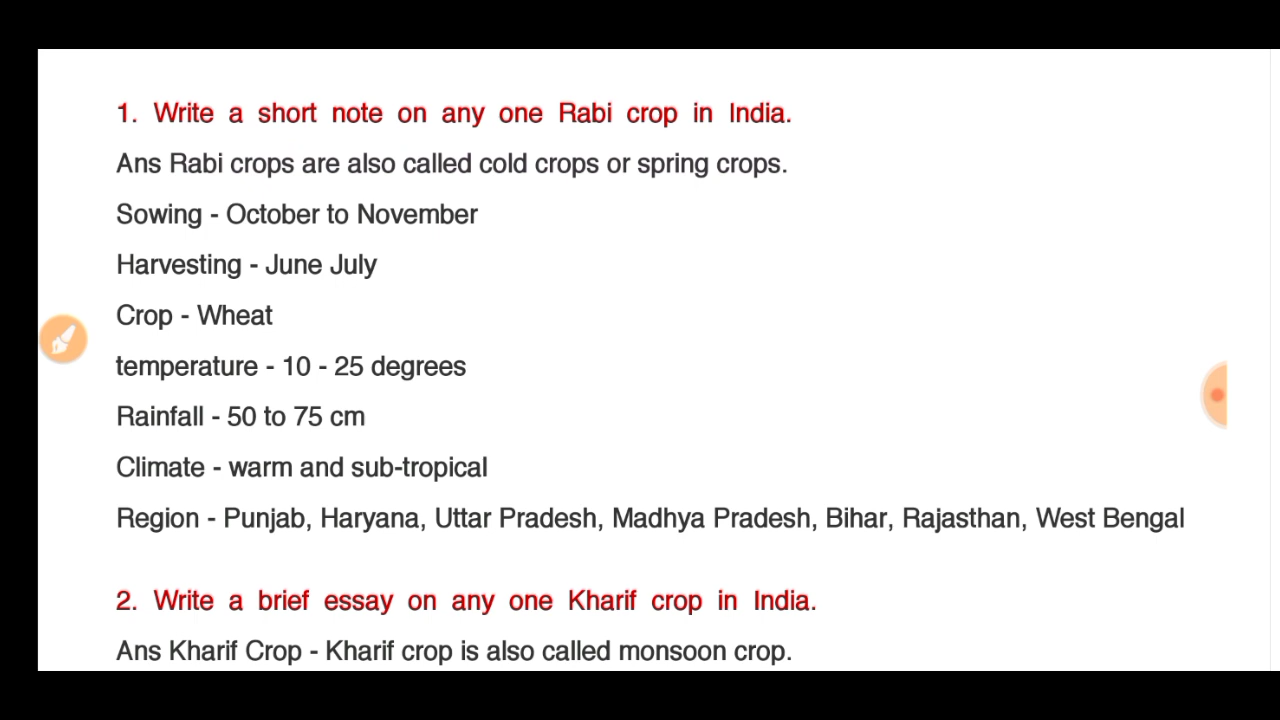 1. Write a short note on any one Rabi crop in India.
Ans Rabi crops are also called cold crops or spring crops.
Sowing - October to November
Harvesting - June July
Crop - Wheat
temperature - 10 - 25 degrees
Rainfall - 50 to 75 cm
Climate - warm and sub-tropical
Region - Punjab, Haryana, Uttar Pradesh, Madhya Pradesh, Bihar, Rajasthan, West Bengal
2. Write a brief essay on any one Kharif crop in India.
Ans Kharif Crop - Kharif crop is also called monsoon crop.